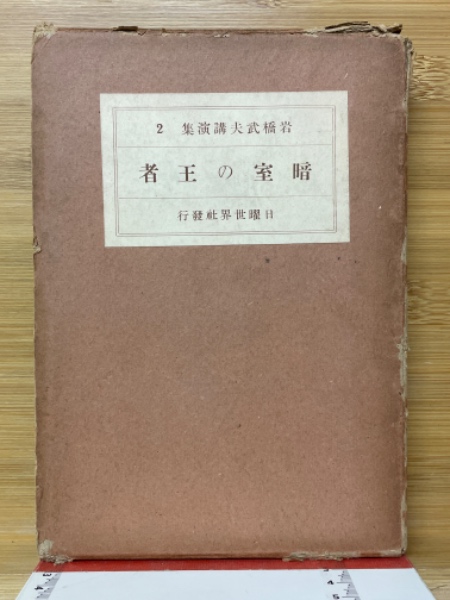 岩橋武夫講演集 2
暗室の王者
日曜世界社發行